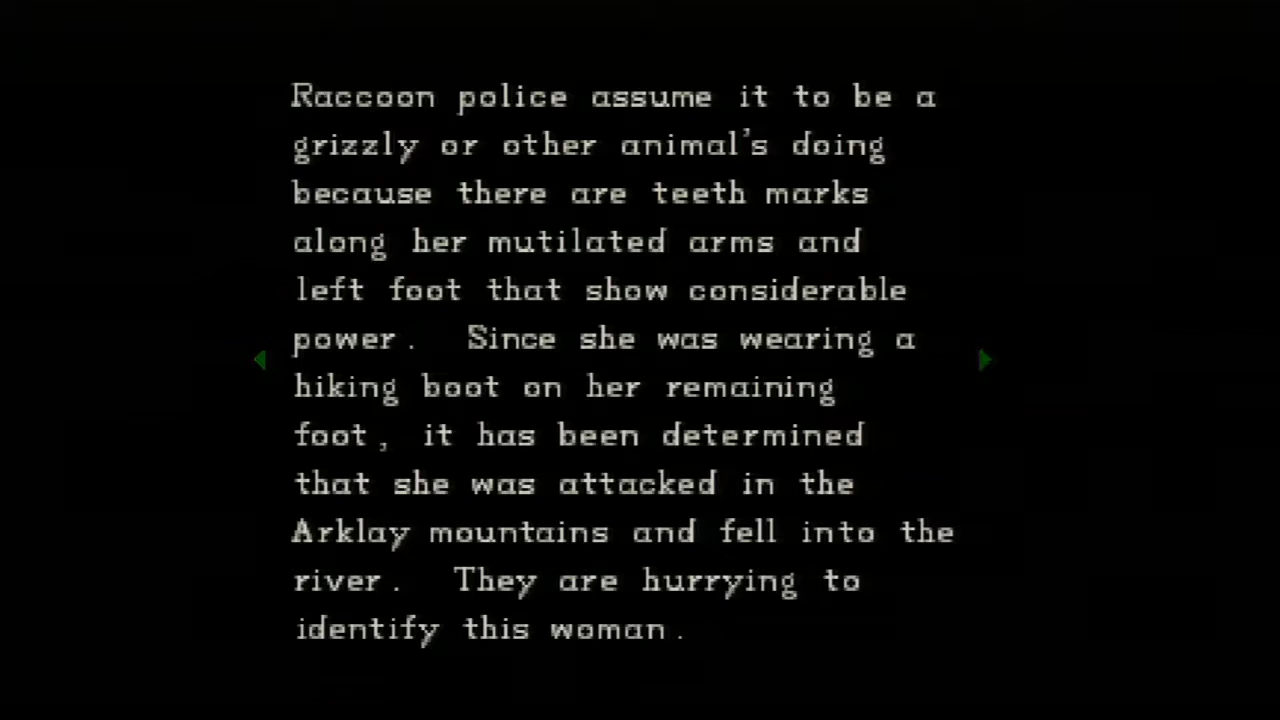 Raccoon police assume it to be a
grizzly or other animal's doing
because there are teeth marks
along her mutilated arms and
left foot that show considerable
power. Since she was wearing a
hiking boot on her remaining
foot, it has been determined
that she was attacked in the
Arklay mountains and fell into the
river. They are hurrying to
identify this woman.